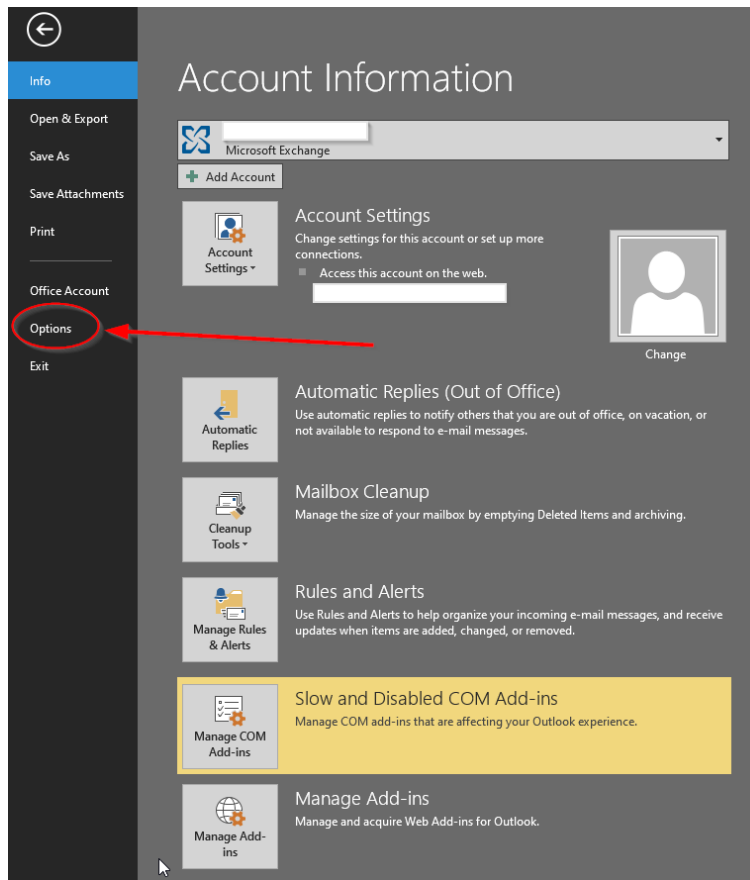 Info
Open & Export
Save As
Save Attachments
Print
Office Account
Options
Exit
Account Information
Microsoft Exchange
Add Account
Account
Settings
Account Settings
Change settings for this account or set up more
connections.
Access this account on the web.
Change
Automatic
Replies
Automatic Replies (Out of Office)
Use automatic replies to notify others that you are out of office, on vacation, or
not available to respond to e-mail messages.
Cleanup
Tools
Mailbox Cleanup
Manage the size of your mailbox by emptying Deleted Items and archiving.
Manage Rules
& Alerts
Rules and Alerts
Use Rules and Alerts to help organize your incoming e-mail messages, and receive
updates when items are added, changed, or removed.
Manage COM
Add-ins
Slow and Disabled COM Add-ins
Manage COM add-ins that are affecting your Outlook experience.
Manage Add-
ins
Manage Add-ins
Manage and acquire Web Add-ins for Outlook.